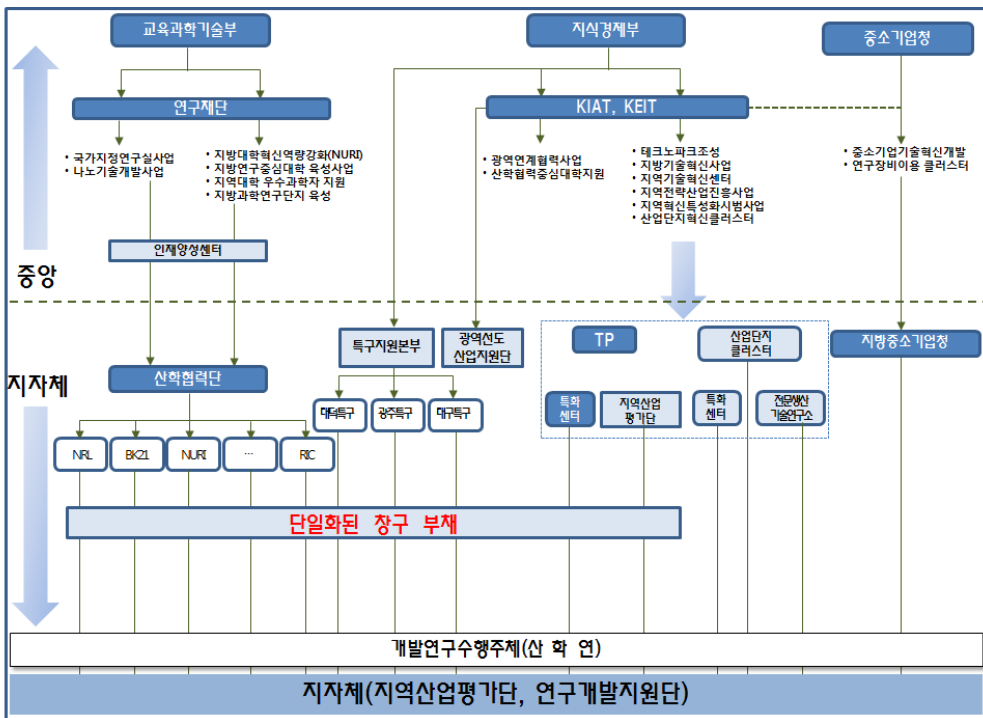 교육과학기술부
지식경제부
중소기업청
연구재단
KIAT, KEIT
• 국가지정연구실사업
• 나노기술개발사업
• 지방대학혁신역량강화(NURI)
• 지방연구중심대학 육성사업
• 지역대학 우수과학자 지원
• 지방과학연구단지 육성
• 광역연계협력사업
• 산학협력중심대학지원
• 테크노파크조성
• 지방기술혁신사업
• 지역기술혁신센터
• 지역전략산업진흥사업
• 지역혁신특성화시범사업
• 산업단지혁신클러스터
• 중소기업기술혁신개발
• 연구장비이용 클러스터
인재양성센터
중앙
지자체
특구지원본부
광역선도
산업지원단
TP
산업단지
클러스터
지방중소기업청
산학협력단
대덕특구
광주특구
대구특구
특화
센터
지역산업
평가단
특화
센터
전문생산
기술연구소
NRL
BK21
NURI
...
RIC
단일화된 창구 부재
개발연구수행주체(산 학 연)
지자체(지역산업평가단, 연구개발지원단)